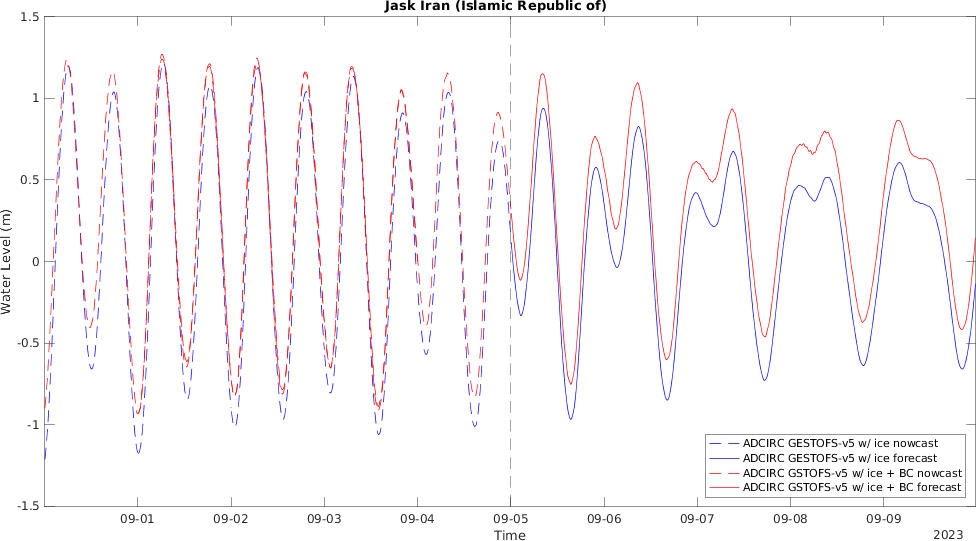 Jask Iran (Islamic Republic of)
1.5
1
0.5
0
-0.5
-1
-1.5
Water Level (m)
09-01
09-02
09-03
09-04
09-05
09-06
09-07
09-08
09-09
Time
2023
ADCIRC GESTOFS-v5 w/ ice nowcast
ADCIRC GESTOFS-v5 w/ ice forecast
ADCIRC GSTOFS-v5 w/ ice + BC nowcast
ADCIRC GSTOFS-v5 w/ ice + BC forecast